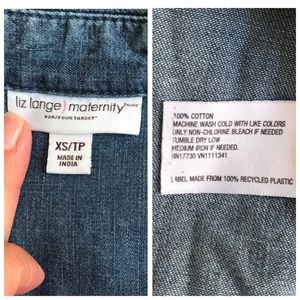 liz lange) maternity™
FOR/POUR TARGET®
XS/TP
MADE IN
INDIA
100% COTTON
MACHINE WASH COLD WITH LIKE COLORS
ONLY NON-CHLORINE BLEACH IF NEEDED
TUMBLE DRY LOW
MEDIUM IRON IF NEEDED.
RN17730 VN1111341
LABEL MADE FROM 100% RECYCLED PLASTIC